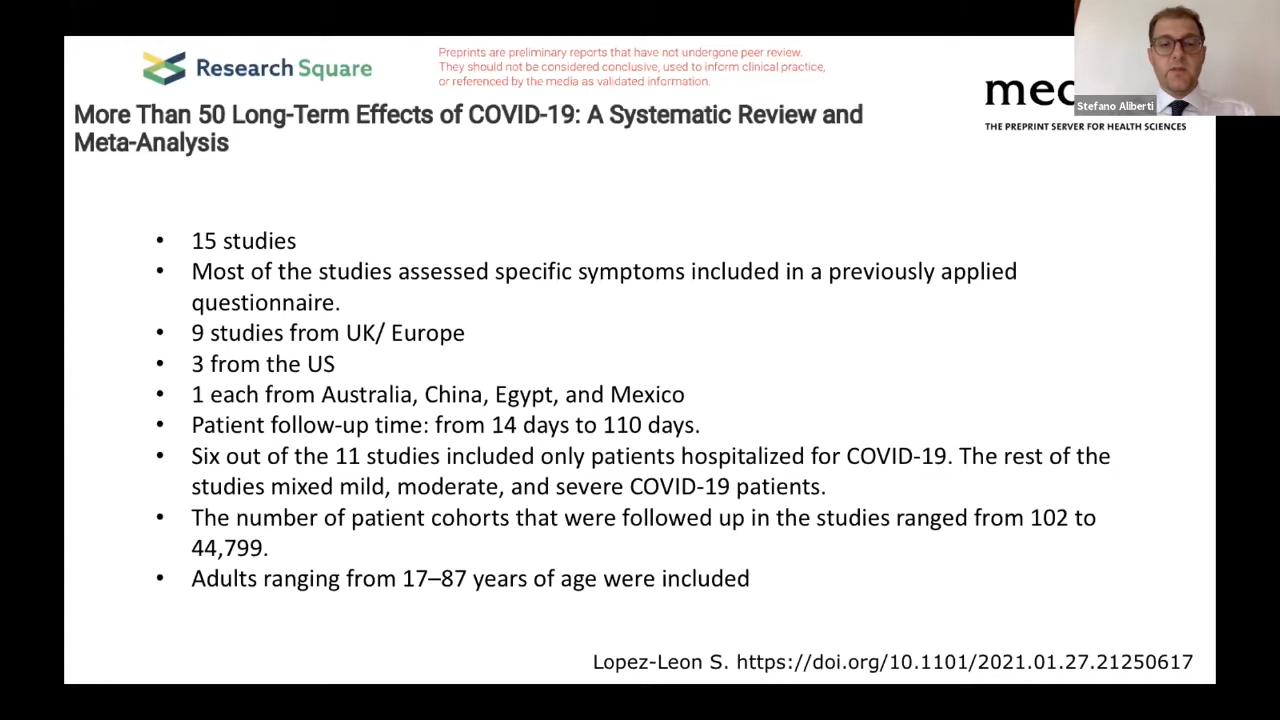 Research Square
Preprints are preliminary reports that have not undergone peer review.
They should not be considered conclusive, used to inform clinical practice,
or referenced by the media as validated information.
More Than 50 Long-Term Effects of COVID-19: A Systematic Review and
Meta-Analysis
Stefano Aliberti
THE PREPRINT SERVER FOR HEALTH SCIENCES
• 15 studies
• Most of the studies assessed specific symptoms included in a previously applied
questionnaire.
• 9 studies from UK/ Europe
• 3 from the US
• 1 each from Australia, China, Egypt, and Mexico
• Patient follow-up time: from 14 days to 110 days.
• Six out of the 11 studies included only patients hospitalized for COVID-19. The rest of the
studies mixed mild, moderate, and severe COVID-19 patients.
• The number of patient cohorts that were followed up in the studies ranged from 102 to
44,799.
• Adults ranging from 17–87 years of age were included
Lopez-Leon S. https://doi.org/10.1101/2021.01.27.21250617